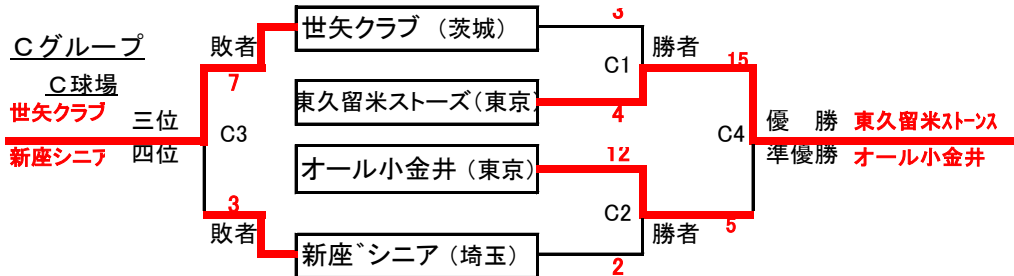 3
世矢クラブ（茨城）
敗者
勝者
Cグループ
C1
15
7
C球場
東久留米ストーズ（東京）
世矢クラブ
4
三位
優　勝
東久留米ストーンス
C3
C4
新座シニア
四位
12
準優勝
オール小金井
オール小金井（東京）
3
C2
5
敗者
勝者
新座゛シニア（埼玉）
2